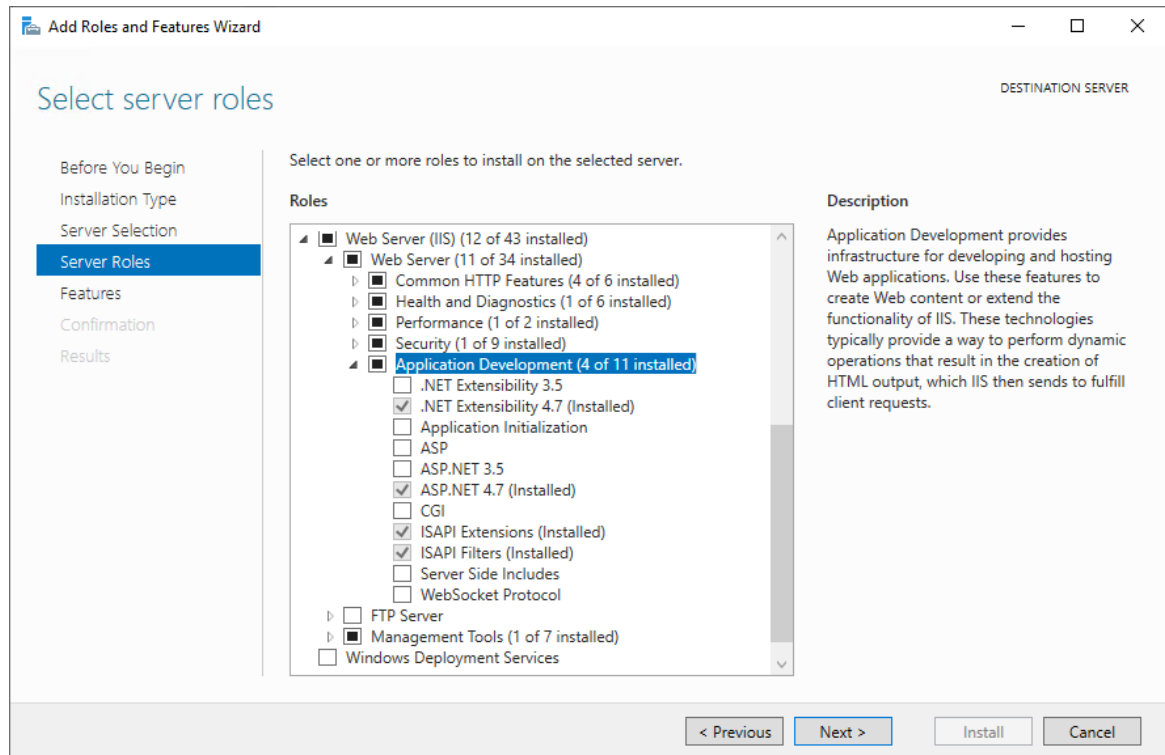 Add Roles and Features Wizard
Select server roles
DESTINATION SERVER
Before You Begin
Installation Type
Server Selection
Server Roles
Features
Confirmation
Results
Select one or more roles to install on the selected server.
Roles
Web Server (IIS) (12 of 43 installed)
Web Server (11 of 34 installed)
Common HTTP Features (4 of 6 installed)
Health and Diagnostics (1 of 6 installed)
Performance (1 of 2 installed)
Security (1 of 9 installed)
Application Development (4 of 11 installed)
.NET Extensibility 3.5
.NET Extensibility 4.7 (Installed)
Application Initialization
ASP
ASP.NET 3.5
ASP.NET 4.7 (Installed)
CGI
ISAPI Extensions (Installed)
ISAPI Filters (Installed)
Server Side Includes
WebSocket Protocol
FTP Server
Management Tools (1 of 7 installed)
Windows Deployment Services
Description
Application Development provides
infrastructure for developing and hosting
Web applications. Use these features to
create Web content or extend the
functionality of IIS. These technologies
typically provide a way to perform dynamic
operations that result in the creation of
HTML output, which IIS then sends to fulfill
client requests.
< Previous
Next >
Install
Cancel